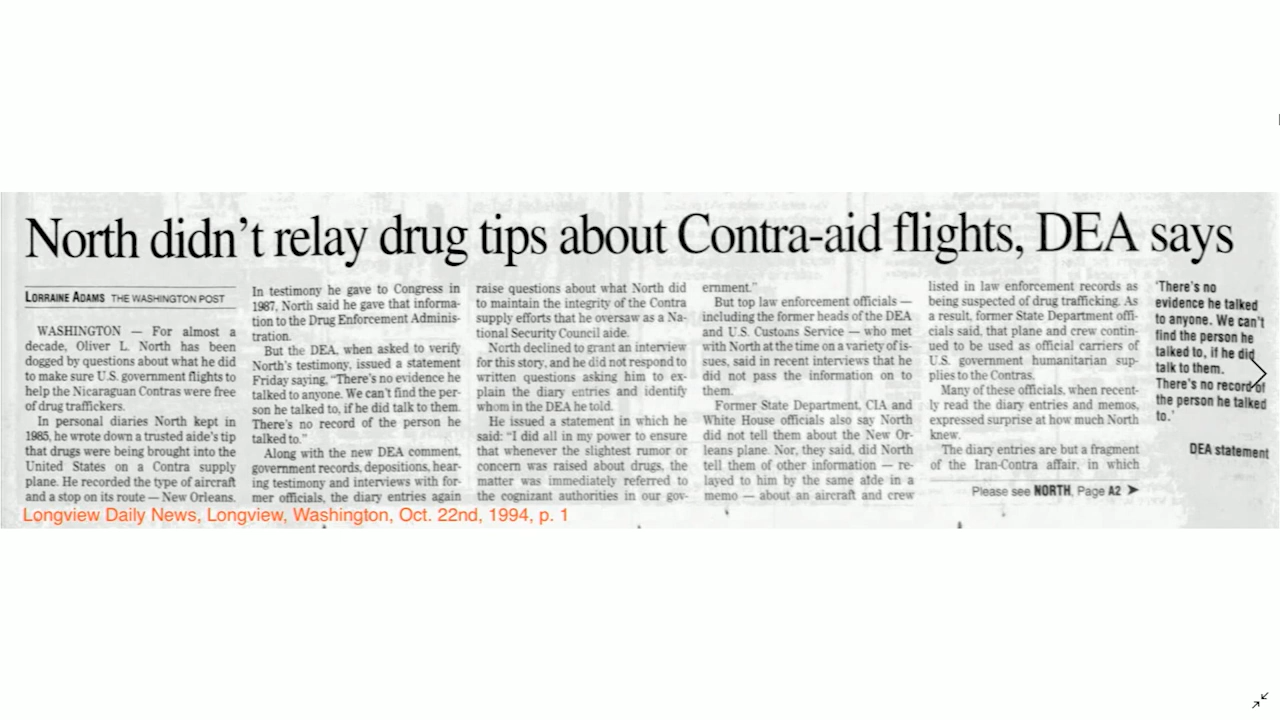 North didn't relay drug tips about Contra-aid flights, DEA says
LORRAINE ADAMS THE WASHINGTON POST
WASHINGTON — For almost a
decade, Oliver L. North has been
dogged by questions about what he did
to make sure U.S. government flights to
help the Nicaraguan Contras were free
of drug traffickers.
In personal diaries North kept in
1985, he wrote down a trusted aide's tip
that drugs were being brought into the
United States on a Contra supply
plane. He recorded the type of aircraft
and a stop on its route — New Orleans.
In testimony he gave to Congress in
1987, North said he gave that informa-
tion to the Drug Enforcement Adminis-
tration.
But the DEA, when asked to verify
North's testimony, issued a statement
Friday saying, "There's no evidence he
talked to anyone. We can't find the per-
son he talked to, if he did talk to them.
There's no record of the person he
talked to."
Along with the new DEA comment,
government records, depositions, hear-
ing testimony and interviews with for-
mer officials, the diary entries again
raise questions about what North did
to maintain the integrity of the Contra
supply efforts that he oversaw as a Na-
tional Security Council aide.
North declined to grant an interview
for this story, and he did not respond to
written questions asking him to ex-
plain the diary entries and identify
whom in the DEA he told.
He issued a statement in which he
said: "I did all in my power to ensure
that whenever the slightest rumor or
concern was raised about drugs, the
matter was immediately referred to
the cognizant authorities in our gov-
ernment."
But top law enforcement officials —
including the former heads of the DEA
and U.S. Customs Service — who met
with North at the time on a variety of is-
sues, said in recent interviews that he
did not pass the information on to
them.
Former State Department, CIA and
White House officials also say North
did not tell them about the New Or-
leans plane. Nor, they said, did North
tell them of other information — re-
layed to him by the same aide in a
memo — about an aircraft and crew
listed in law enforcement records as
being suspected of drug trafficking. As
a result, former State Department offi-
cials said, that plane and crew contin-
ued to be used as official carriers of
U.S. government humanitarian sup-
plies to the Contras.
Many of these officials, when recent-
ly read the diary entries and memos,
expressed surprise at how much North
knew.
The diary entries are but a fragment
of the Iran-Contra affair, in which
Please see NORTH, Page A2 ➤
'There's no
evidence he talked
to anyone. We can't
find the person he
talked to, if he did
talk to them.
There's no record of
the person he talked
to.'
DEA statement
Longview Daily News, Longview, Washington, Oct. 22nd, 1994, p. 1